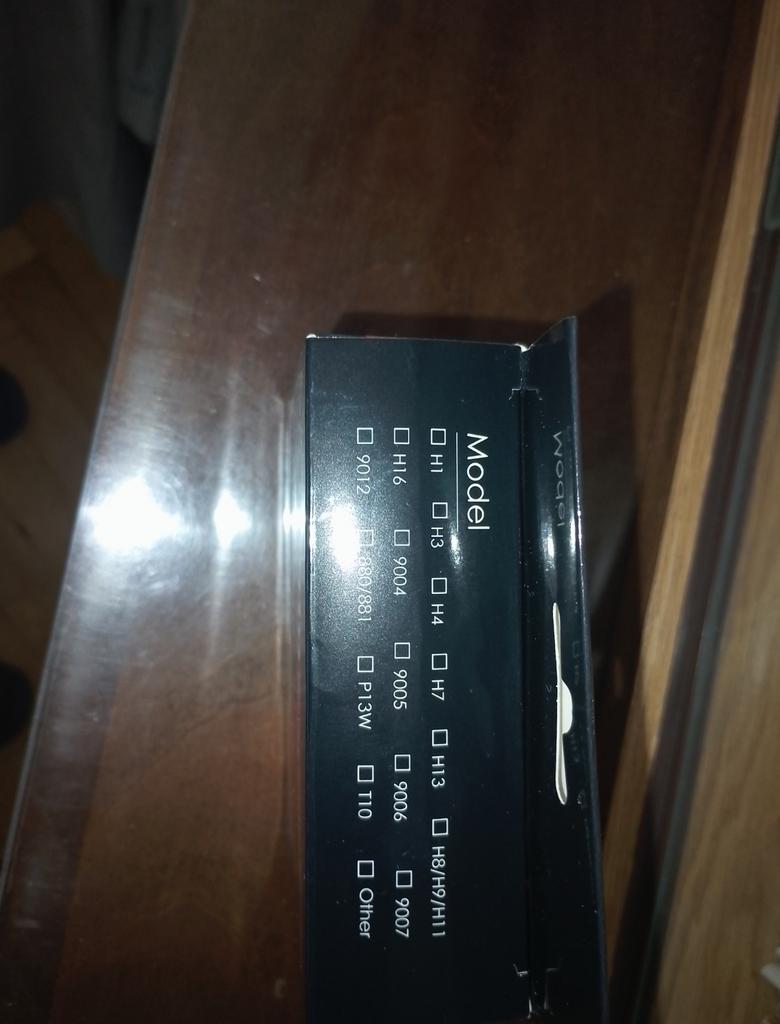 Model
☐ H1 ☐ H3 ☐ H4 ☐ H7 ☐ H13 ☐ H8/H9/H11
☐ H16 ☐ 9004 ☐ 9005 ☐ 9006 ☐ 9007
☐ 9012 ☐ 880/881 ☐ P13W ☐ T10 ☐ Other